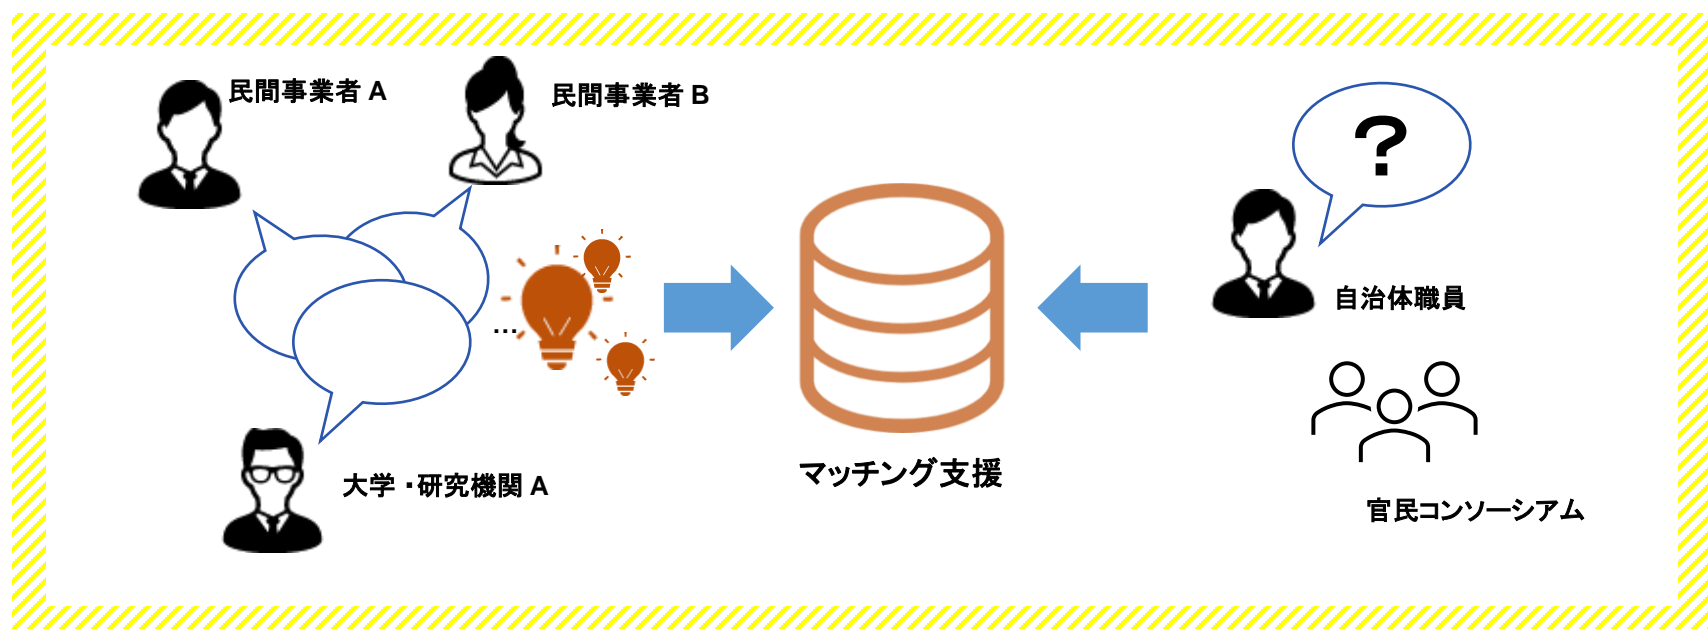 民間事業者 A
民間事業者 B
?
…
自治体職員
マッチング支援
大学・研究機関 A
官民コンソーシアム